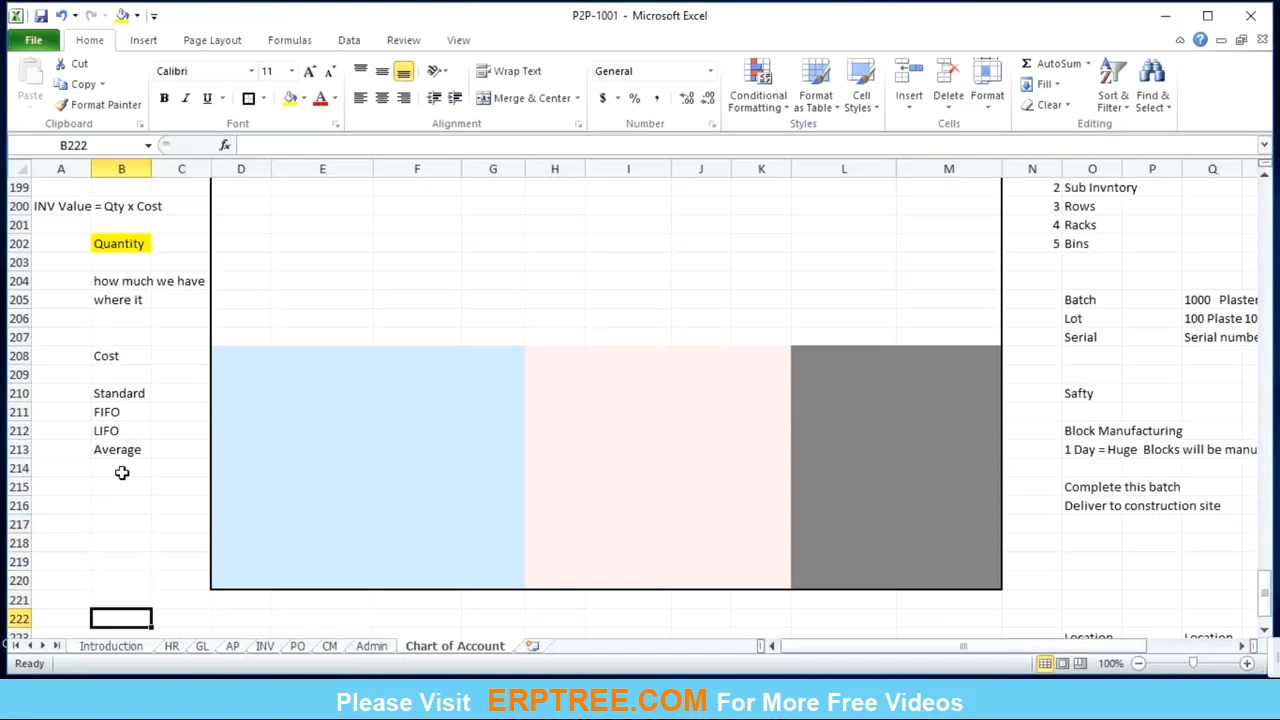 P2P-1001 - Microsoft Excel
File Home Insert Page Layout Formulas Data Review View
Paste
Cut
Copy
Format Painter
Clipboard
Calibri 11
B I U
Font
Wrap Text
Merge & Center
Alignment
General
$ % ,
Number
Conditional Formatting
Format as Table
Cell Styles
Styles
Insert
Delete
Format
Cells
AutoSum
Fill
Clear
Sort & Filter
Find & Select
Editing
B222 fx
A B C D E F G H I J K L M N O P Q
199 2 Sub Invntory
200 INV Value = Qty x Cost 3 Rows
201 4 Racks
202 Quantity 5 Bins
203
204 how much we have
205 where it Batch 1000 Plaster
206 Lot 100 Plaste 10
207 Serial Serial numbe
208 Cost
209
210 Standard Safty
211 FIFO
212 LIFO Block Manufacturing
213 Average 1 Day = Huge Blocks will be manu
214
215 Complete this batch
216 Deliver to construction site
217
218
219
220
221
222
223 Location Location
Introduction HR GL AP INV PO CM Admin Chart of Account
Ready 100%
Please Visit ERPTREE.COM For More Free Videos